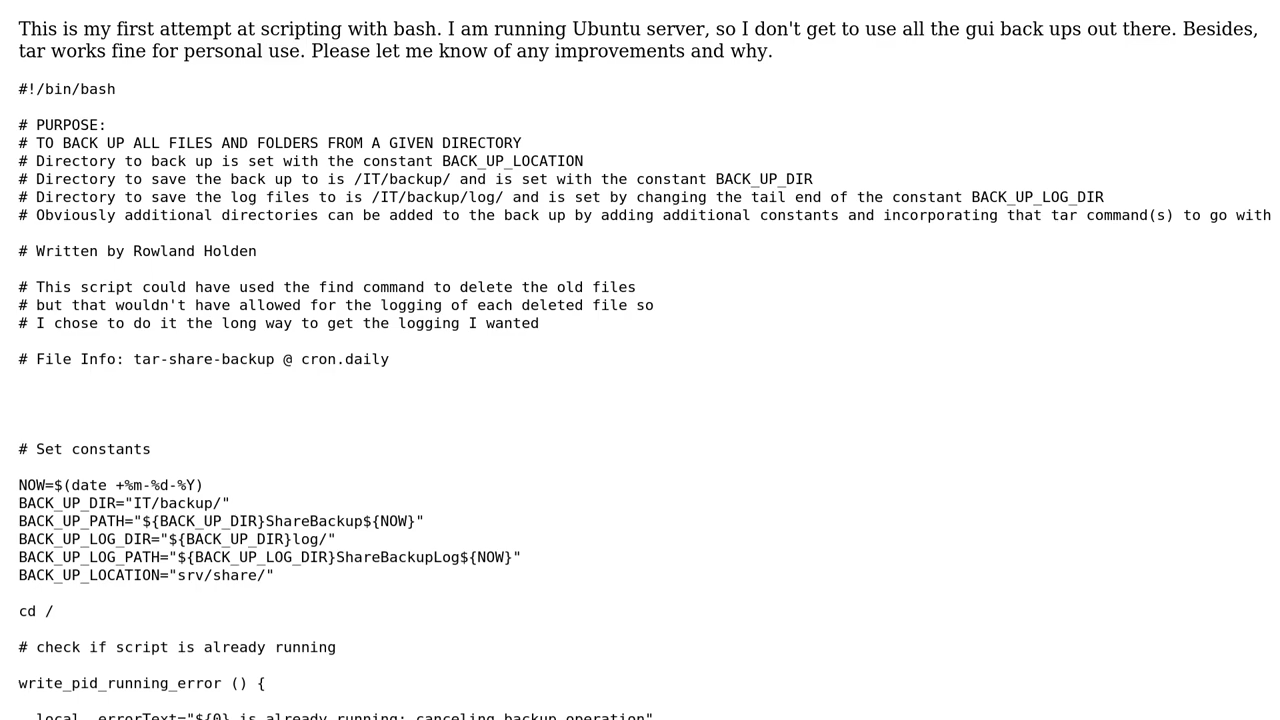 This is my first attempt at scripting with bash. I am running Ubuntu server, so I don't get to use all the gui back ups out there. Besides,
tar works fine for personal use. Please let me know of any improvements and why.
#!/bin/bash
# PURPOSE:
# TO BACK UP ALL FILES AND FOLDERS FROM A GIVEN DIRECTORY
# Directory to back up is set with the constant BACK_UP_LOCATION
# Directory to save the back up to is /IT/backup/ and is set with the constant BACK_UP_DIR
# Directory to save the log files to is /IT/backup/log/ and is set by changing the tail end of the constant BACK_UP_LOG_DIR
# Obviously additional directories can be added to the back up by adding additional constants and incorporating that tar command(s) to go with
# Written by Rowland Holden
# This script could have used the find command to delete the old files
# but that wouldn't have allowed for the logging of each deleted file so
# I chose to do it the long way to get the logging I wanted
# File Info: tar-share-backup @ cron.daily
# Set constants
NOW=$(date +%m-%d-%Y)
BACK_UP_DIR="IT/backup/"
BACK_UP_PATH="${BACK_UP_DIR}ShareBackup${NOW}"
BACK_UP_LOG_DIR="${BACK_UP_DIR}log/"
BACK_UP_LOG_PATH="${BACK_UP_LOG_DIR}ShareBackupLog${NOW}"
BACK_UP_LOCATION="srv/share/"
cd /
# check if script is already running
write_pid_running_error () {
local  errorText="${0} is already running; canceling backup operation"